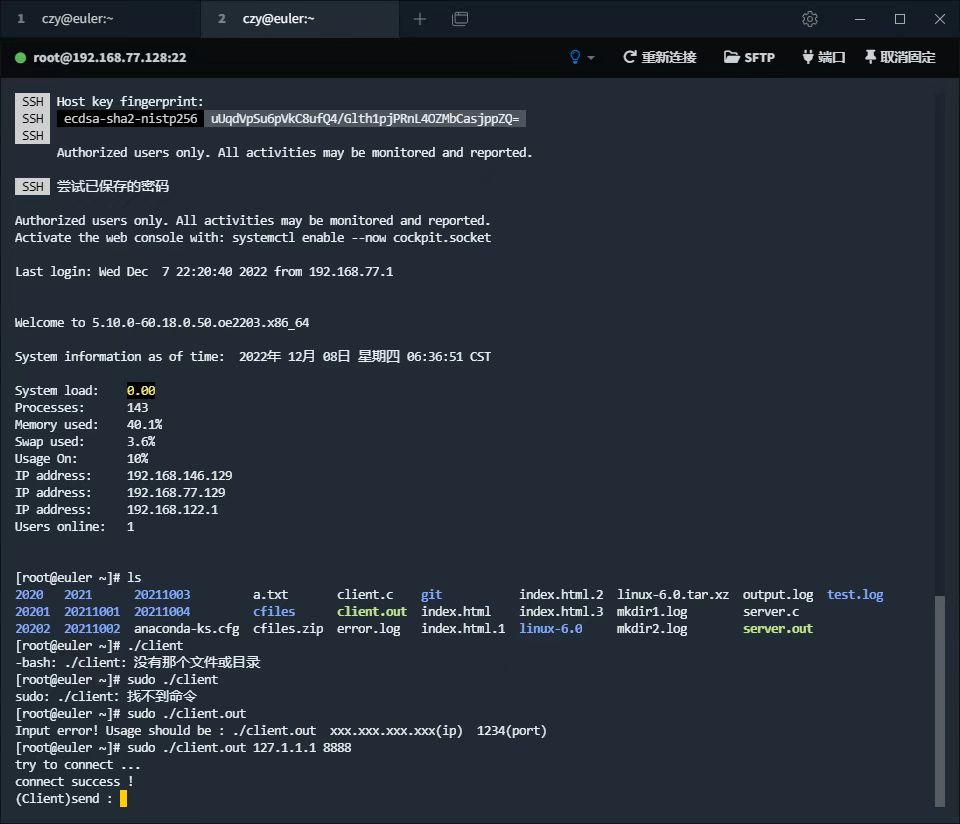 1 czy@euler:~ 2 czy@euler:~
root@192.168.77.128:22 重新连接 SFTP 端口 取消固定
SSH Host key fingerprint:
SSH ecdsa-sha2-nistp256 uUqdVpSu6pVkC8ufQ4/Glth1pjPRnL4OZMbCasjppZQ=
SSH
Authorized users only. All activities may be monitored and reported.
SSH 尝试已保存的密码
Authorized users only. All activities may be monitored and reported.
Activate the web console with: systemctl enable --now cockpit.socket
Last login: Wed Dec  7 22:20:40 2022 from 192.168.77.1
Welcome to 5.10.0-60.18.0.50.oe2203.x86_64
System information as of time:  2022年 12月 08日 星期四 06:36:51 CST
System load:    0.00
Processes:      143
Memory used:    40.1%
Swap used:      3.6%
Usage On:       10%
IP address:     192.168.146.129
IP address:     192.168.77.129
IP address:     192.168.122.1
Users online:   1
[root@euler ~]# ls
2020   2021      20211003         a.txt       client.c    git           index.html.2  linux-6.0.tar.xz  output.log  test.log
20201  20211001  20211004         cfiles      client.out  index.html    index.html.3  mkdir1.log        server.c
20202  20211002  anaconda-ks.cfg  cfiles.zip  error.log   index.html.1  linux-6.0     mkdir2.log        server.out
[root@euler ~]# ./client
-bash: ./client: 没有那个文件或目录
[root@euler ~]# sudo ./client
sudo: ./client: 找不到命令
[root@euler ~]# sudo ./client.out
Input error! Usage should be : ./client.out  xxx.xxx.xxx.xxx(ip)  1234(port)
[root@euler ~]# sudo ./client.out 127.1.1.1 8888
try to connect ...
connect success !
(Client)send :